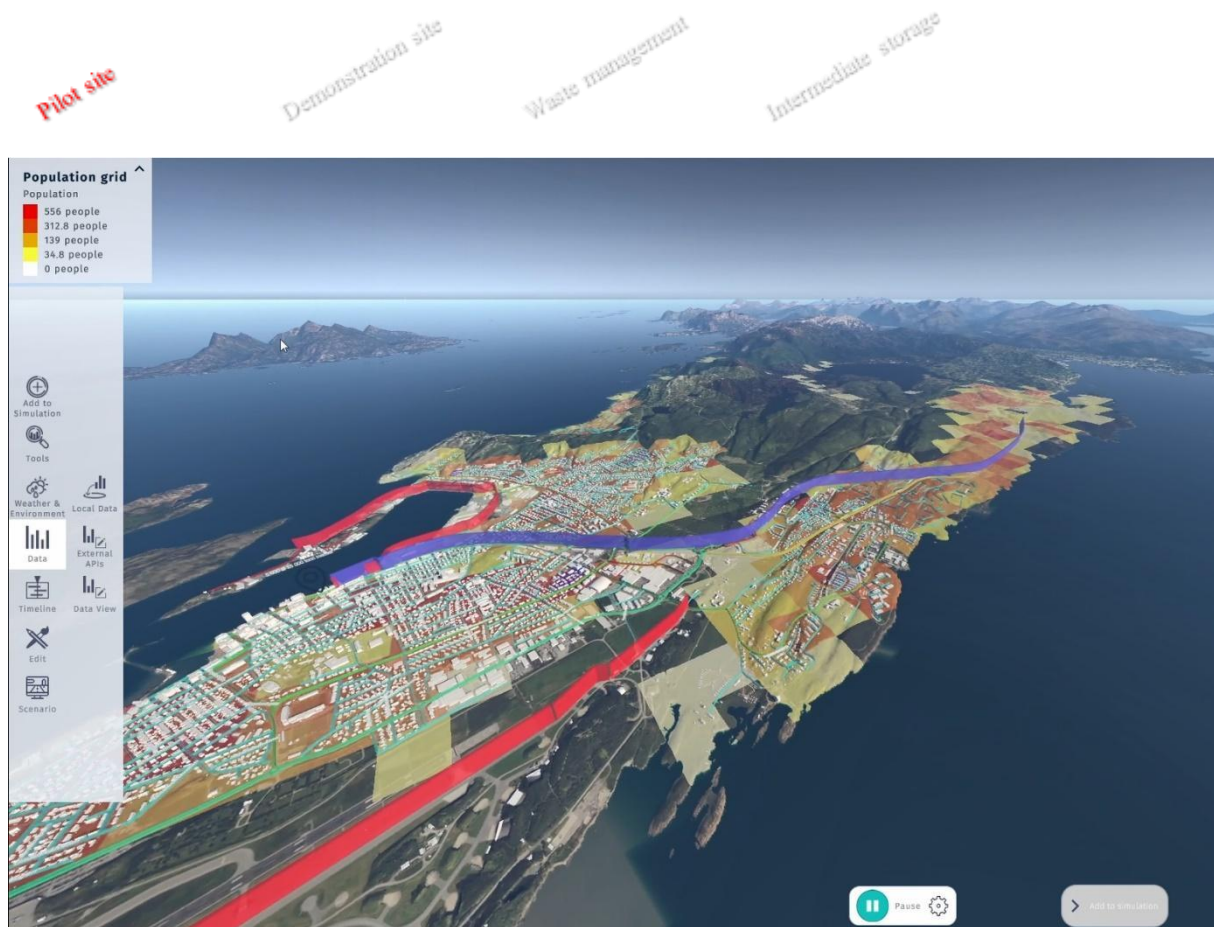 Pilot site
Demonstration site
Waste management
Intermediate storage
Population grid
Population
556 people
312.8 people
139 people
34.8 people
0 people
Add to
Simulation
Tools
Weather &
Environment
Local Data
Data
External
APIs
Timeline
Data View
Edit
Scenario
Pause
Add to simulation